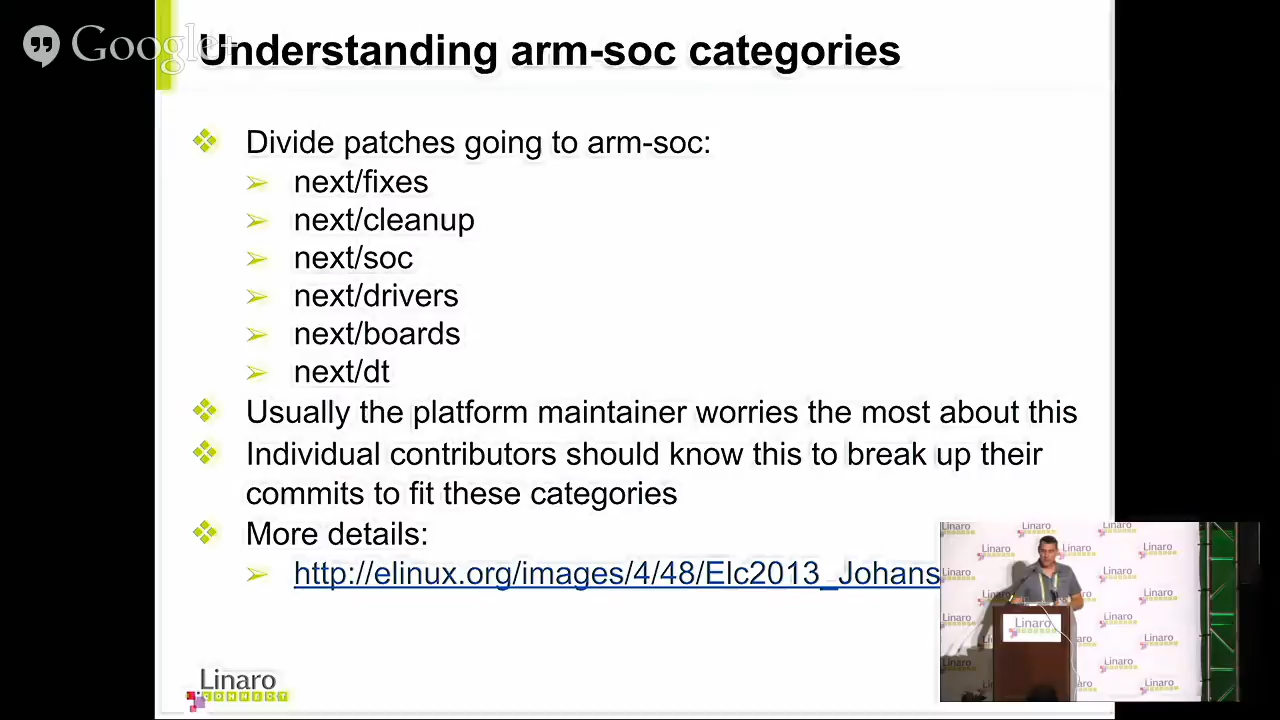 Google+
Understanding arm-soc categories
Divide patches going to arm-soc:
next/fixes
next/cleanup
next/soc
next/drivers
next/boards
next/dt
Usually the platform maintainer worries the most about this
Individual contributors should know this to break up their
commits to fit these categories
More details:
http://elinux.org/images/4/48/Elc2013_Johans
Linaro
CONNECT
Linaro